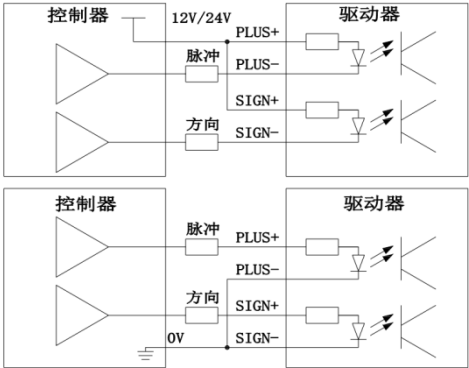 控制器
12V/24V
驱动器
PLUS+
脉冲
PLUS-
SIGN+
方向
SIGN-
控制器
驱动器
脉冲
PLUS+
PLUS-
方向
SIGN+
0V
SIGN-